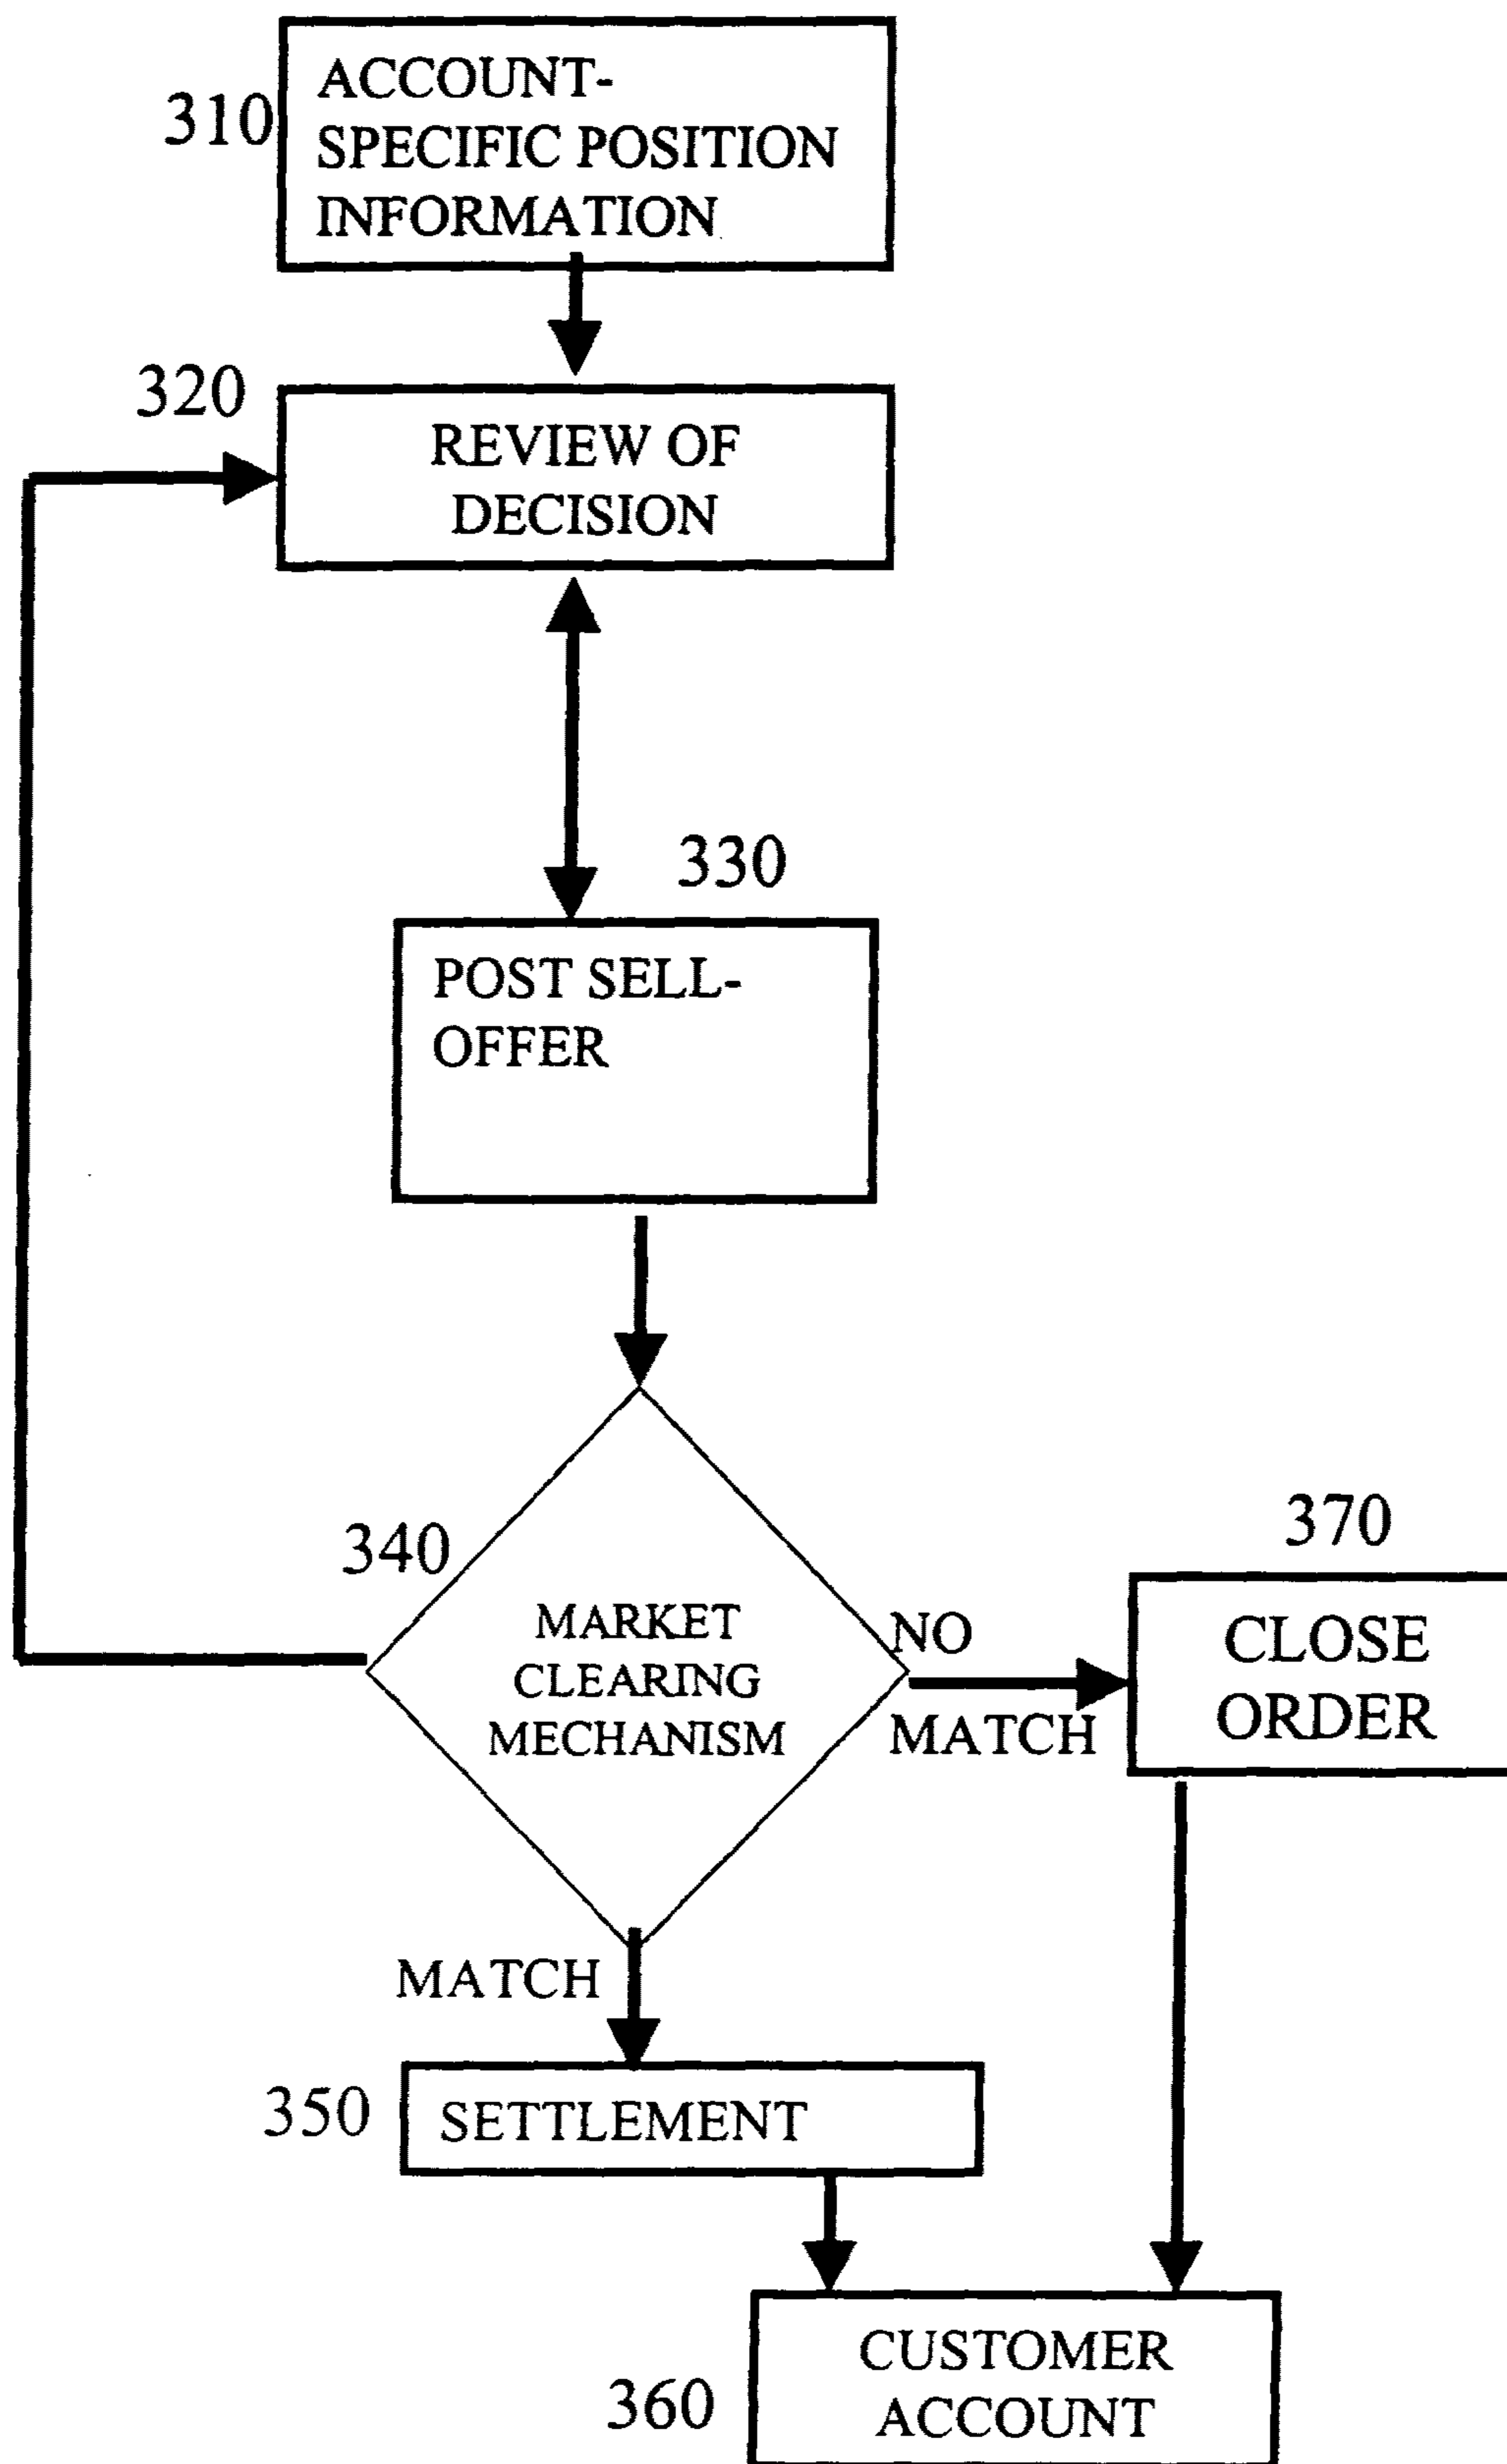 310
ACCOUNT-
SPECIFIC POSITION
INFORMATION
320
REVIEW OF
DECISION
330
POST SELL-
OFFER
340
MARKET
CLEARING
MECHANISM
NO
MATCH
370
CLOSE
ORDER
MATCH
350
SETTLEMENT
360
CUSTOMER
ACCOUNT